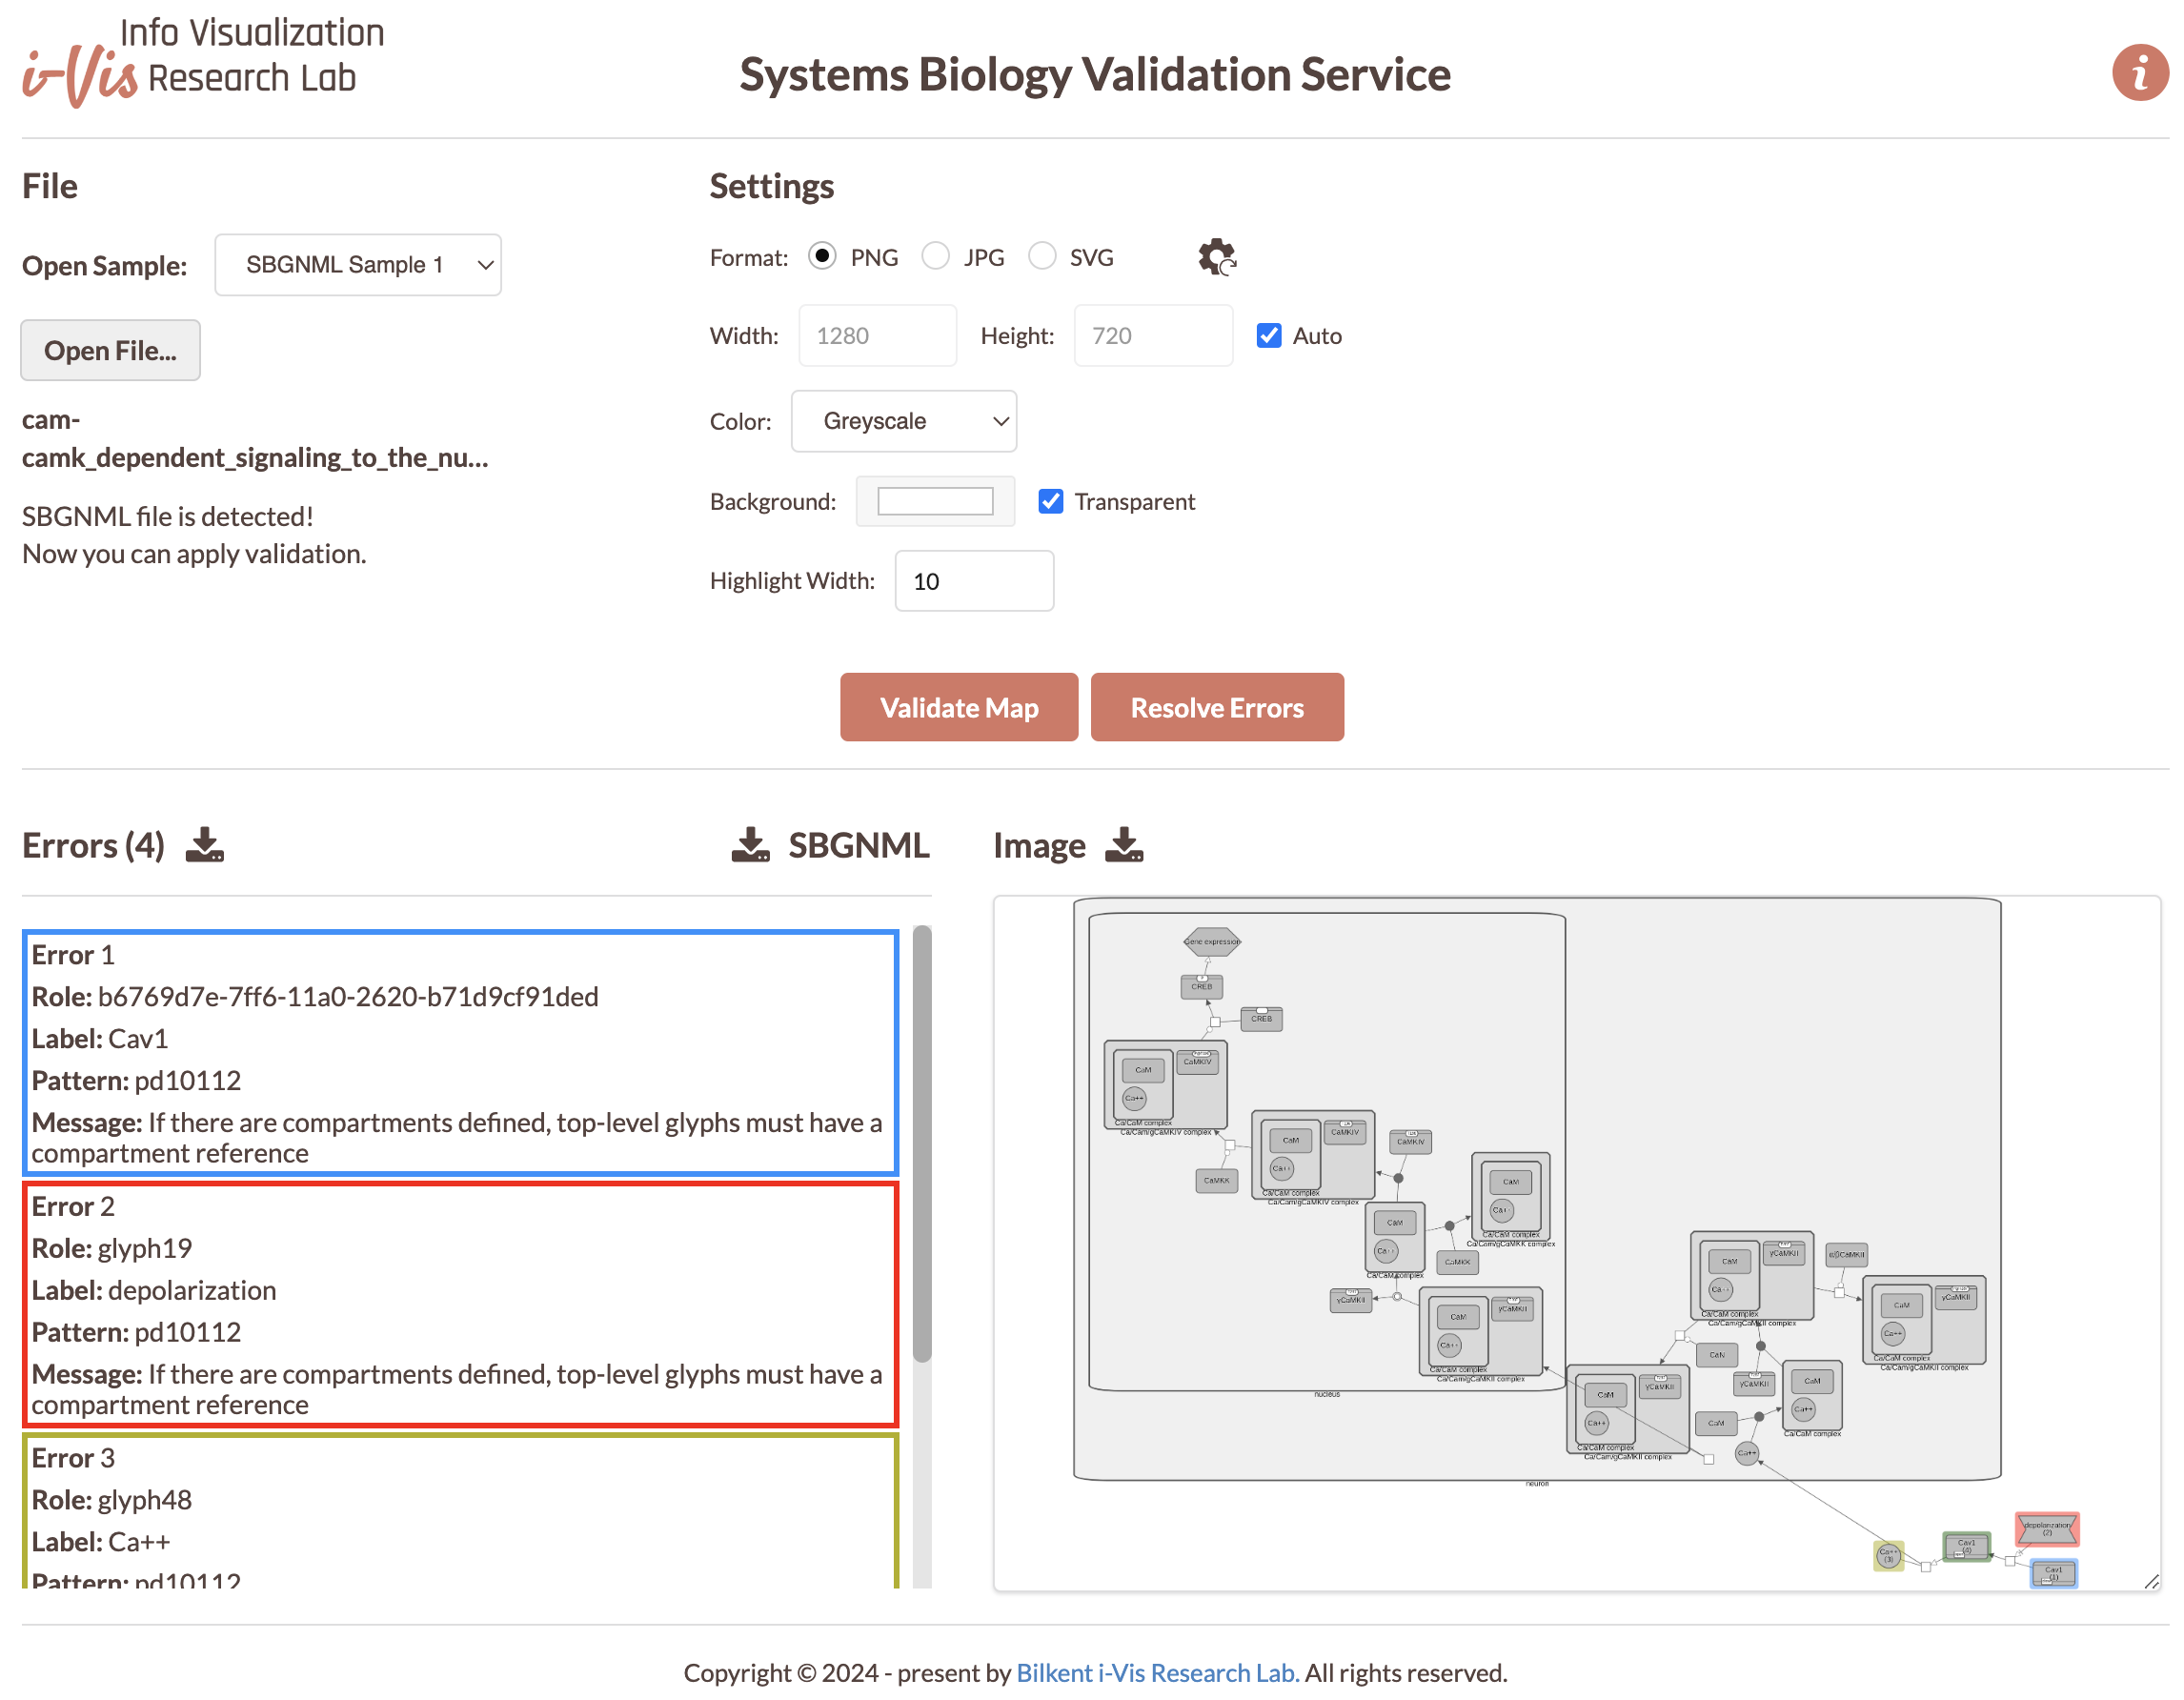 Info Visualization
i-Vis Research Lab
Systems Biology Validation Service
i
File
Settings
Open Sample: SBGNML Sample 1
Format: PNG JPG SVG
Open File...
Width: 1280 Height: 720 Auto
cam-
camk_dependent_signaling_to_the_nu...
Color: Greyscale
SBGNML file is detected!
Now you can apply validation.
Background: Transparent
Highlight Width: 10
Validate Map Resolve Errors
Errors (4) SBGNML
Image
Error 1
Role: b6769d7e-7ff6-11a0-2620-b71d9cf91ded
Label: Cav1
Pattern: pd10112
Message: If there are compartments defined, top-level glyphs must have a
compartment reference
Error 2
Role: glyph19
Label: depolarization
Pattern: pd10112
Message: If there are compartments defined, top-level glyphs must have a
compartment reference
Error 3
Role: glyph48
Label: Ca++
Pattern: pd10112
Gene expression
CREB
CREB
CaM
CaMKIV
Ca++
Ca/CaM complex
Ca/Cam/gCaMKIV complex
CaM
CaMKIV
Ca++
Ca/CaM complex
Ca/Cam/gCaMKIV complex
CaMKIV
CaMKK
CaM
Ca++
Ca/CaM complex
Ca/Cam/gCaMKK complex
CaM
Ca++
Ca/CaM complex
CaMKK
γCaMKII
CaM
γCaMKII
Ca++
Ca/CaM complex
Ca/Cam/gCaMKII complex
nucleus
CaM
γCaMKII
Ca++
Ca/CaM complex
Ca/Cam/gCaMKII complex
α/βCaMKII
CaM
γCaMKII
Ca++
Ca/CaM complex
Ca/Cam/gCaMKII complex
CaN
γCaMKII
CaM
Ca++
Ca/CaM complex
CaM
γCaMKII
Ca++
Ca/CaM complex
Ca/Cam/gCaMKII complex
CaM
Ca++
neuron
depolarization
(2)
Cav1
(4)
Ca++
(3)
Cav1
(1)
Copyright © 2024 - present by Bilkent i-Vis Research Lab. All rights reserved.